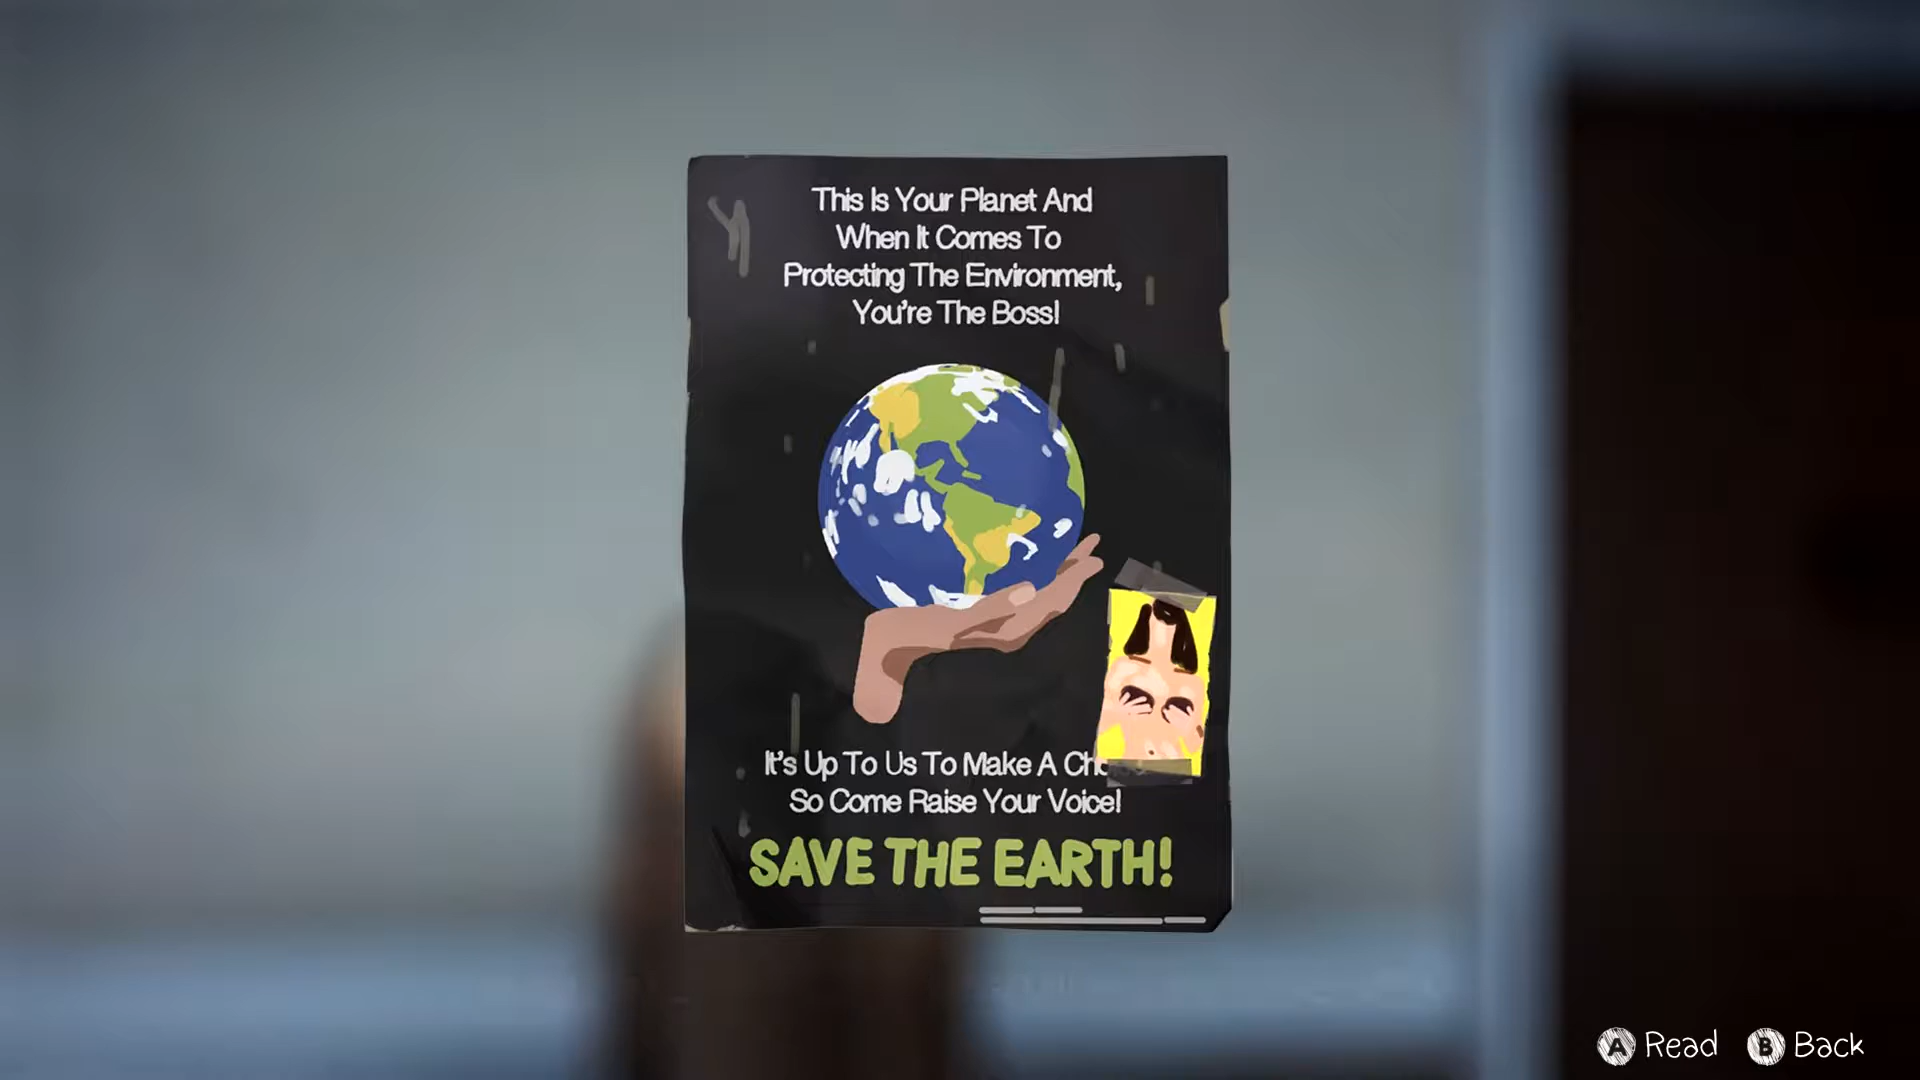 This Is Your Planet And
When It Comes To
Protecting The Environment,
You're The Boss!
It's Up To Us To Make A
So Come Raise Your Voice!
SAVE THE EARTH!
A Read B Back